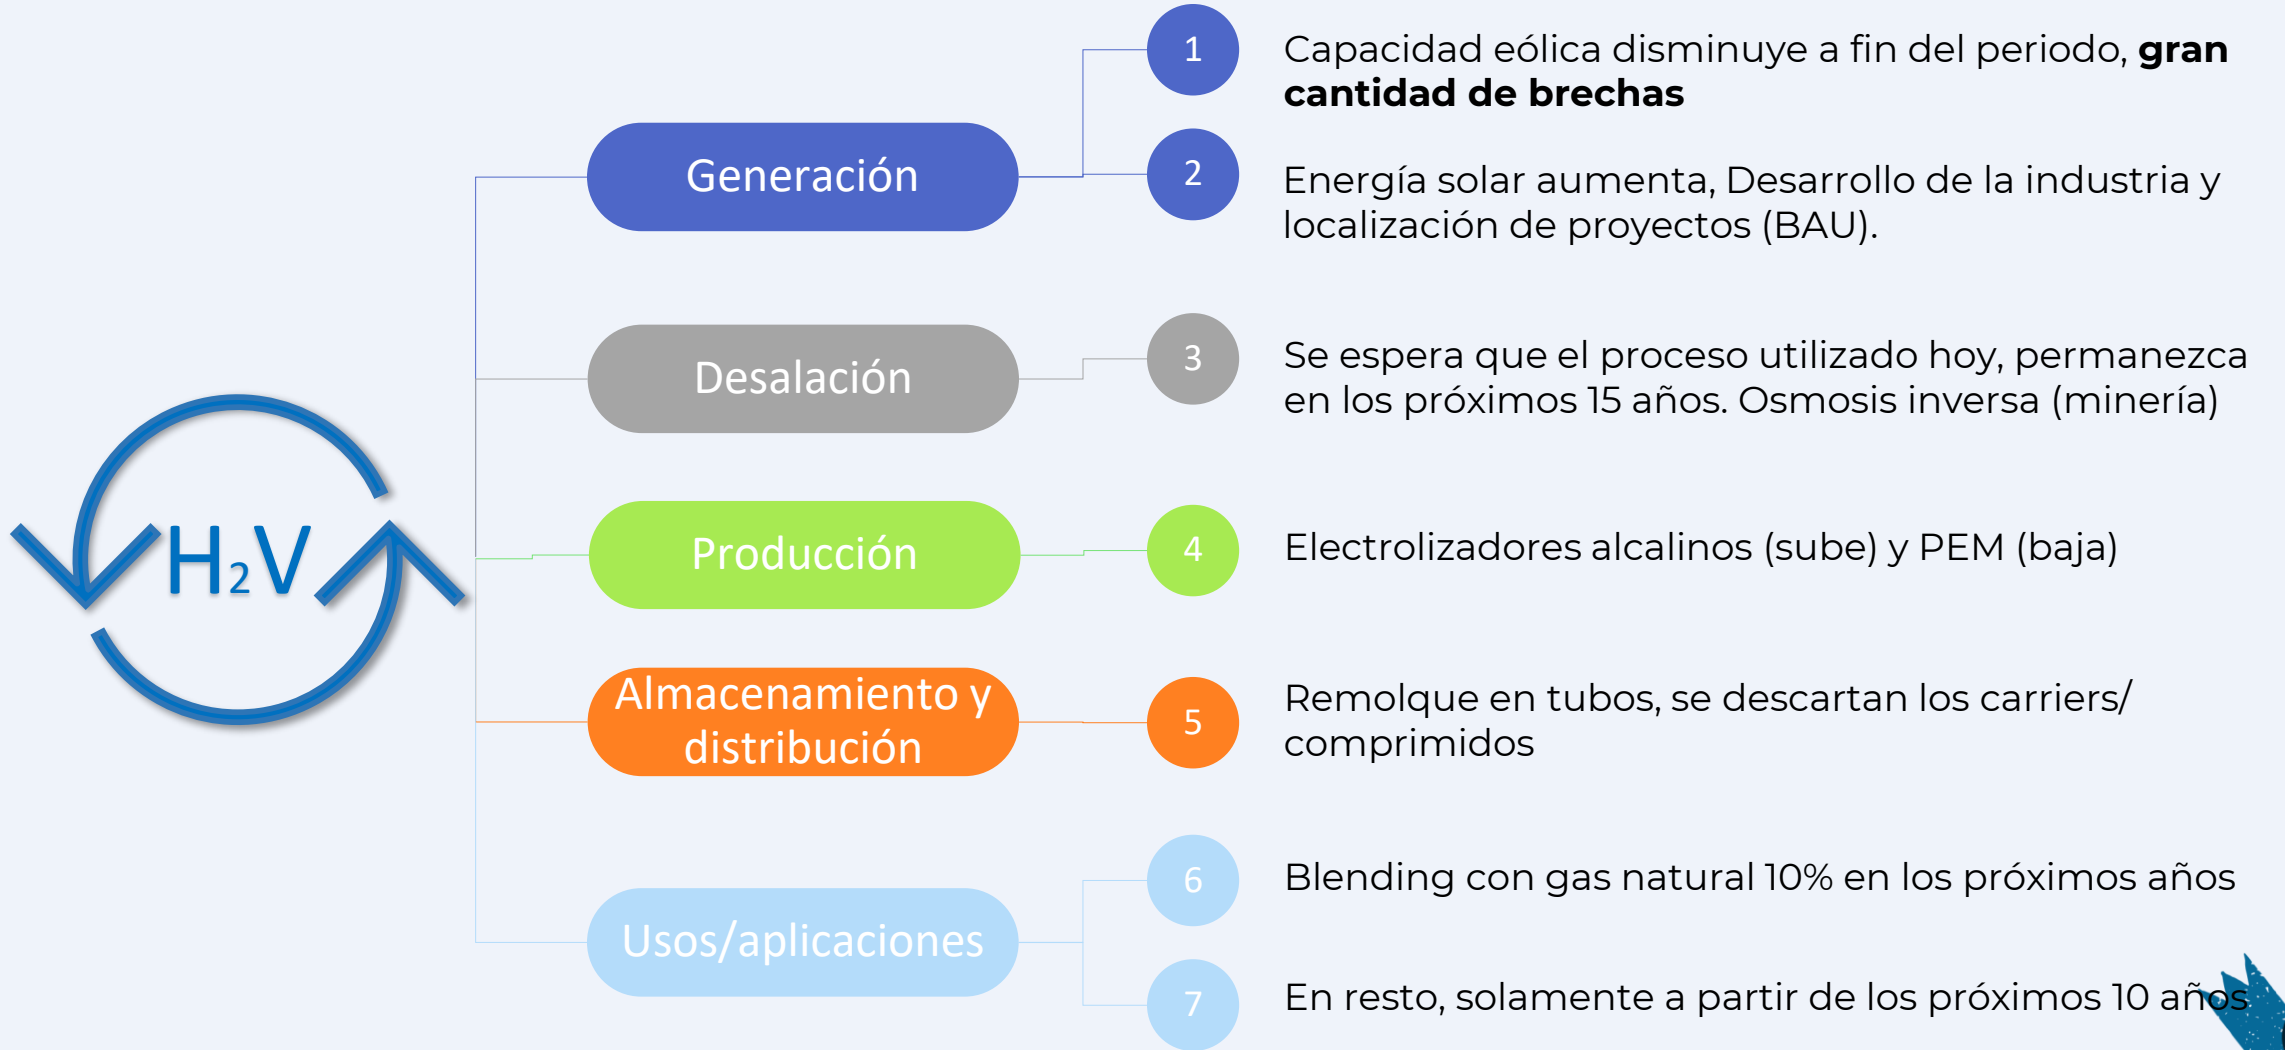 H₂V
Generación
1
Capacidad eólica disminuye a fin del periodo, gran
cantidad de brechas
2
Energía solar aumenta, Desarrollo de la industria y
localización de proyectos (BAU).
Desalación
3
Se espera que el proceso utilizado hoy, permanezca
en los próximos 15 años. Osmosis inversa (minería)
Producción
4
Electrolizadores alcalinos (sube) y PEM (baja)
Almacenamiento y
distribución
5
Remolque en tubos, se descartan los carriers/
comprimidos
Usos/aplicaciones
6
Blending con gas natural 10% en los próximos años
7
En resto, solamente a partir de los próximos 10 años